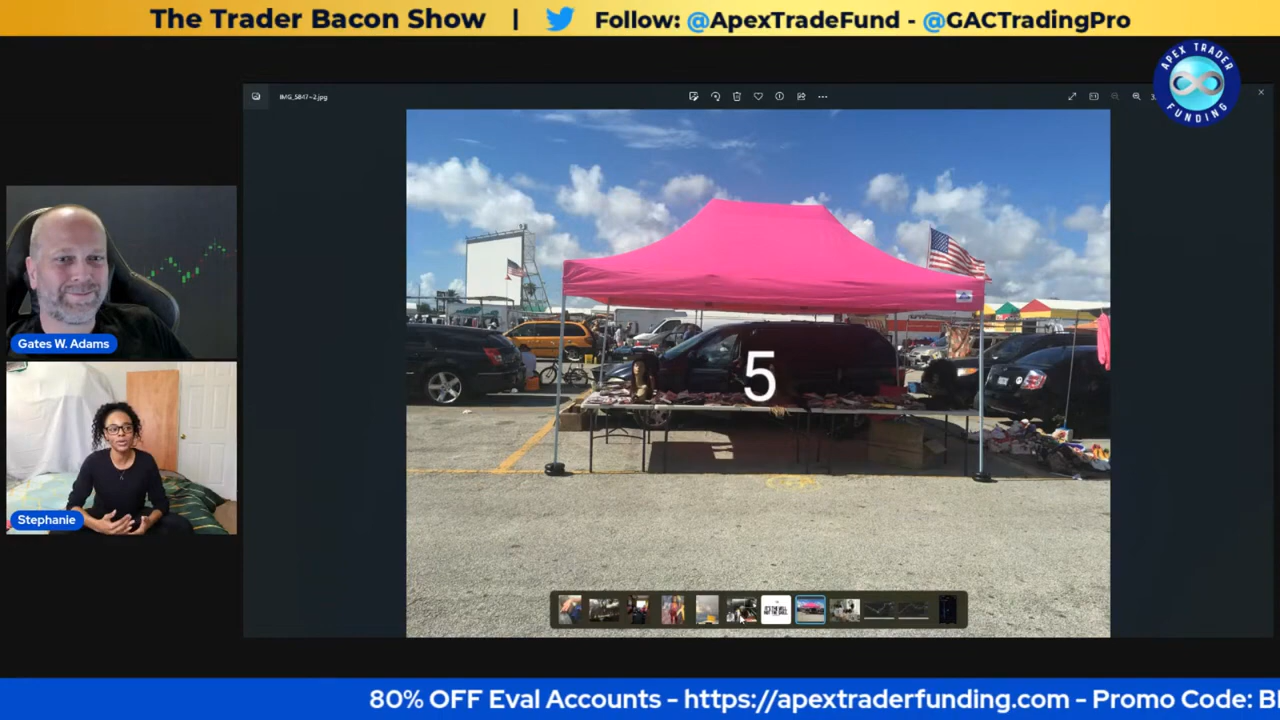 The Trader Bacon Show | Follow: @ApexTradeFund - @GACTradingPro
APEX TRADER
FUNDING
IMG_5847~2.jpg
5
Gates W. Adams
Stephanie
80% OFF Eval Accounts - https://apextraderfunding.com - Promo Code: B